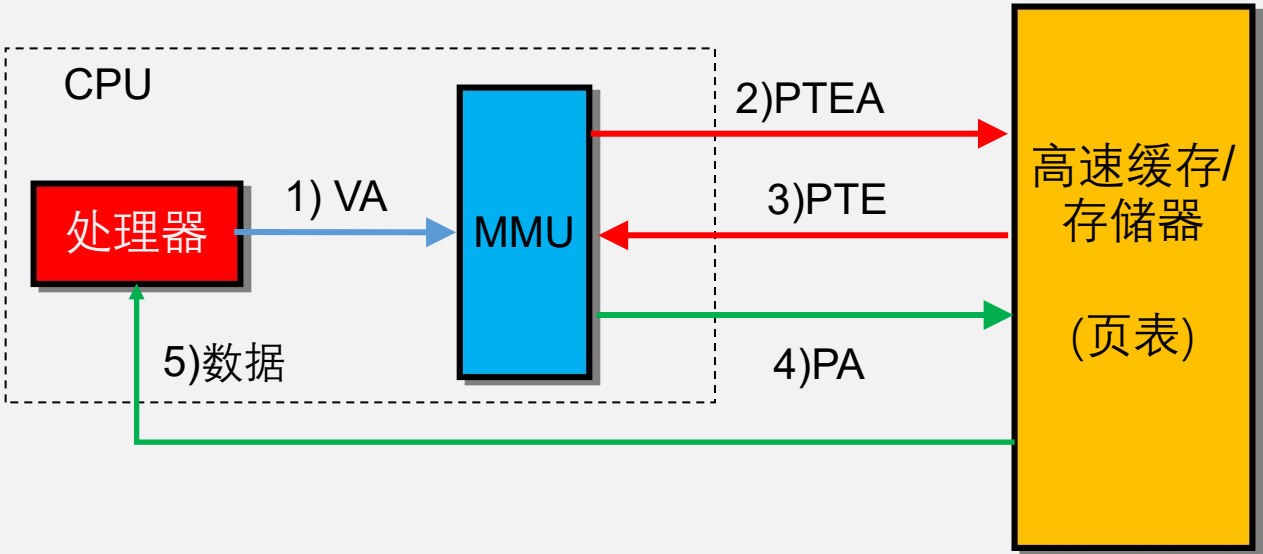 CPU
处理器
1) VA
MMU
2)PTEA
3)PTE
4)PA
5)数据
高速缓存/
存储器
(页表)